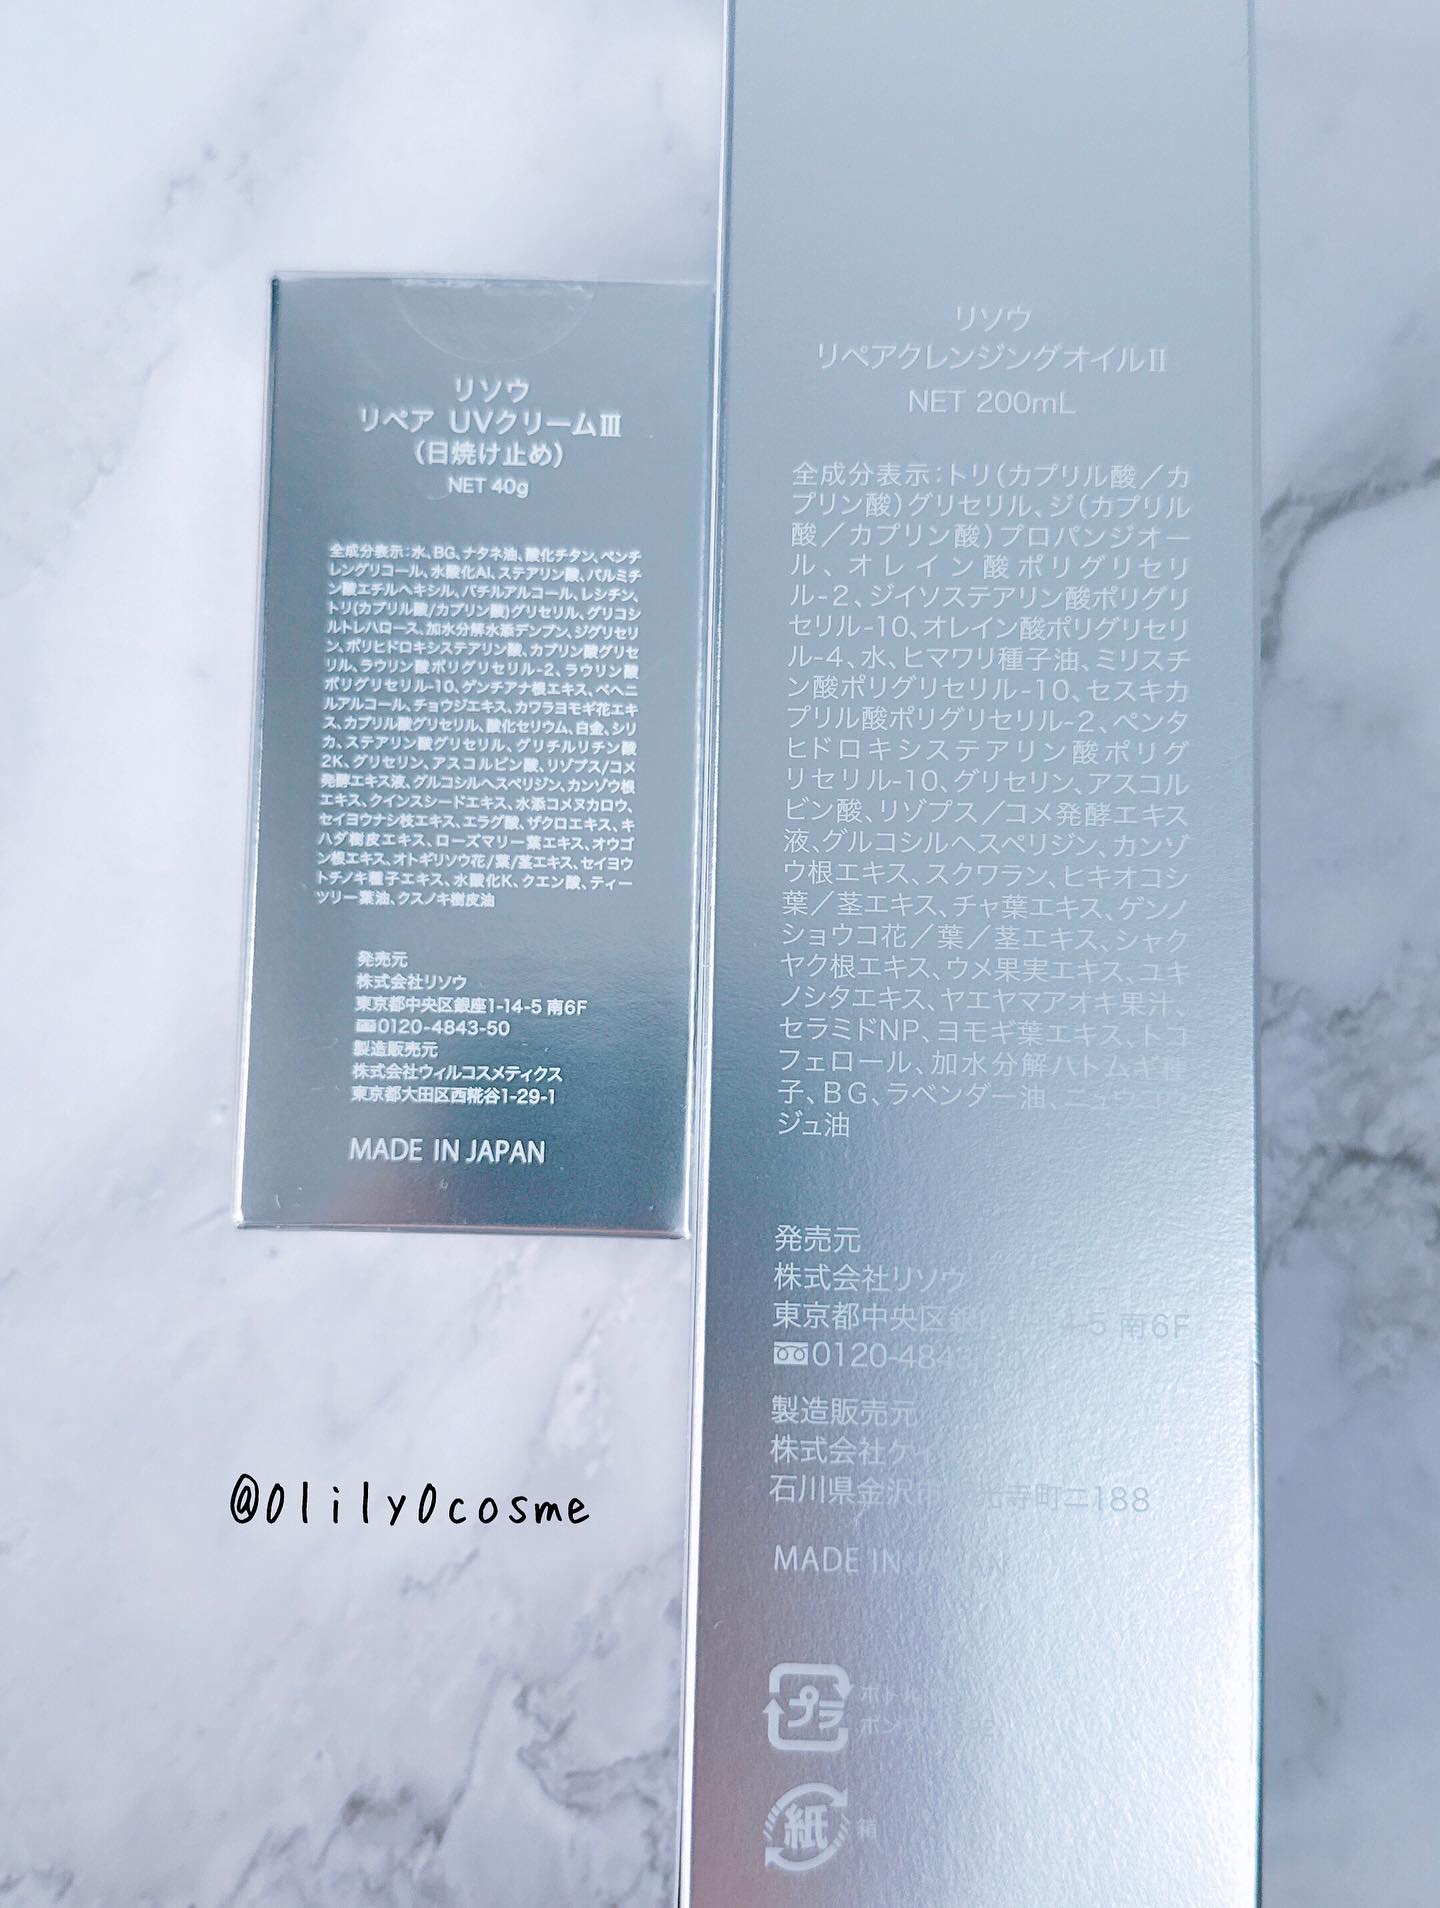 リソウ
リペア UVクリームⅢ
(日焼け止め)
NET 40g
全成分表示:水、BG、ナタネ油、酸化チタン、ペンチ
レングリコール、水酸化Al、ステアリン酸、パルミチ
ン酸エチルヘキシル、バチルアルコール、レシチン、
トリ(カプリル酸/カプリン酸)グリセリル、グリコシ
ルトレハロース、加水分解水添デンプン、ジグリセリ
ン、ポリヒドロキシステアリン酸、カプリン酸グリセ
リル、ラウリン酸ポリグリセリル-2、ラウリン酸
ポリグリセリル-10、ゲンチアナ根エキス、ベヘニ
ルアルコール、チョウジエキス、カワラヨモギ花エキ
ス、カプリル酸グリセリル、酸化セリウム、白金、シリ
カ、ステアリン酸グリセリル、グリチルリチン酸
2K、グリセリン、アスコルビン酸、リゾプス/コメ
発酵エキス液、グルコシルヘスペリジン、カンゾウ根
エキス、クインスシードエキス、水添コメヌカロウ、
セイヨウナシ枝エキス、エラグ酸、ザクロエキス、キ
ハダ樹皮エキス、ローズマリー葉エキス、オウゴ
ン根エキス、オトギリソウ花/葉/茎エキス、セイヨウ
トチノキ種子エキス、水酸化K、クエン酸、ティー
ツリー葉油、クスノキ樹皮油
発売元
株式会社リソウ
東京都中央区銀座1-14-5 南6F
0120-4843-50
製造販売元
株式会社ウィルコスメティクス
東京都大田区西糀谷1-29-1
MADE IN JAPAN
リソウ
リペアクレンジングオイルⅡ
NET 200mL
全成分表示:トリ(カプリル酸/カ
プリン酸)グリセリル、ジ(カプリル
酸/カプリン酸)プロパンジオー
ル、オレイン酸ポリグリセリ
ル-2、ジイソステアリン酸ポリグリ
セリル-10、オレイン酸ポリグリセリ
ル-4、水、ヒマワリ種子油、ミリスチ
ン酸ポリグリセリル-10、セスキカ
プリル酸ポリグリセリル-2、ペンタ
ヒドロキシステアリン酸ポリグ
リセリル-10、グリセリン、アスコル
ビン酸、リゾプス/コメ発酵エキス
液、グルコシルヘスペリジン、カンゾ
ウ根エキス、スクワラン、ヒキオコシ
葉/茎エキス、チャ葉エキス、ゲンノ
ショウコ花/葉/茎エキス、シャク
ヤク根エキス、ウメ果実エキス、ユキ
ノシタエキス、ヤエヤマアオキ果汁、
セラミドNP、ヨモギ葉エキス、トコ
フェロール、加水分解ハトムギ種
子、BG、ラベンダー油、ニュウコウ
ジュ油
発売元
株式会社リソウ
東京都中央区銀 14-5 南6F
0120-4843
製造販売元
株式会社ケイ
石川県金沢市 光寺町ニ188
MADE IN JAPAN
プラ
ボトル
紙 箱
@0lily0cosme